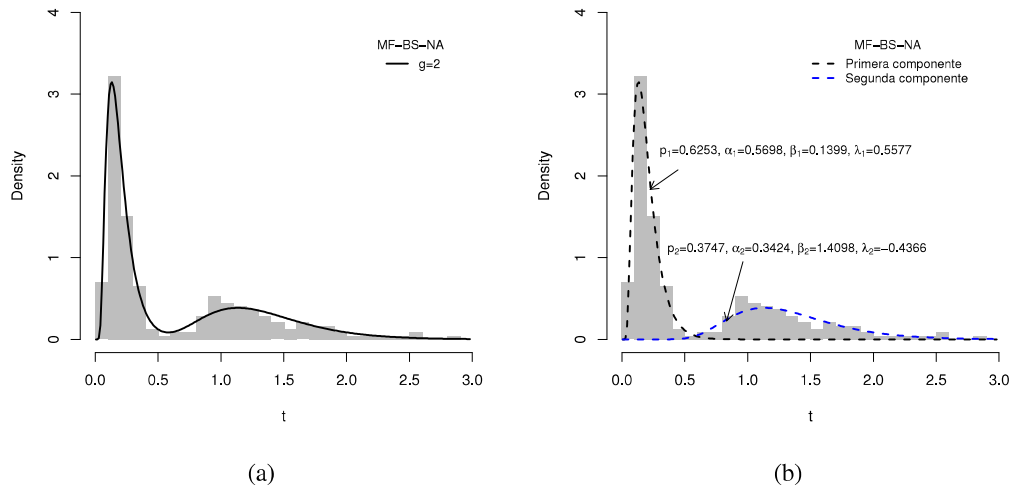 4
3
2
1
0
Density
MF−BS−NA
g=2
0.0 0.5 1.0 1.5 2.0 2.5 3.0
t
(a)
4
3
2
1
0
Density
MF−BS−NA
Primera componente
Segunda componente
p₁=0.6253, α₁=0.5698, β₁=0.1399, λ₁=0.5577
p₂=0.3747, α₂=0.3424, β₂=1.4098, λ₂=−0.4366
0.0 0.5 1.0 1.5 2.0 2.5 3.0
t
(b)